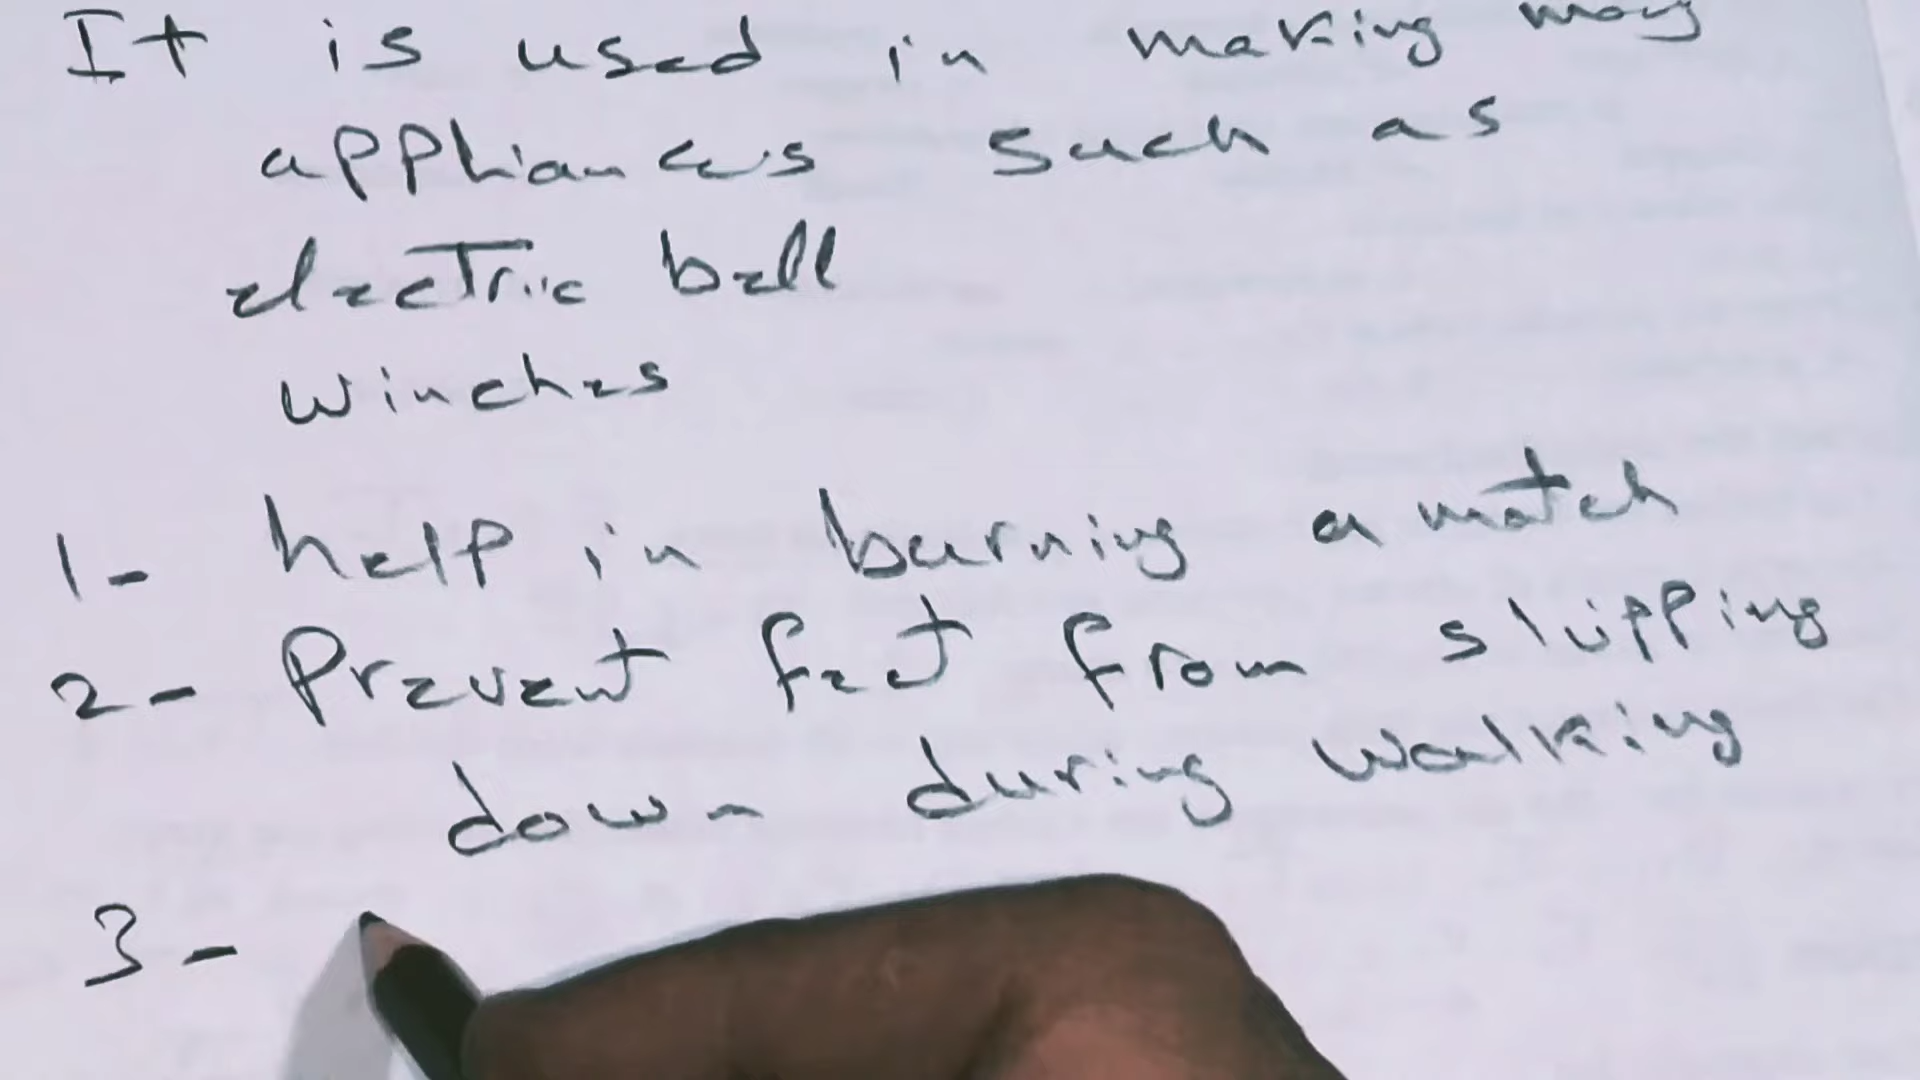 It is used in making many
appliances such as
electric bell
winches
1- help in burning a match
2- Prevent feet from slipping
down during walking
3-